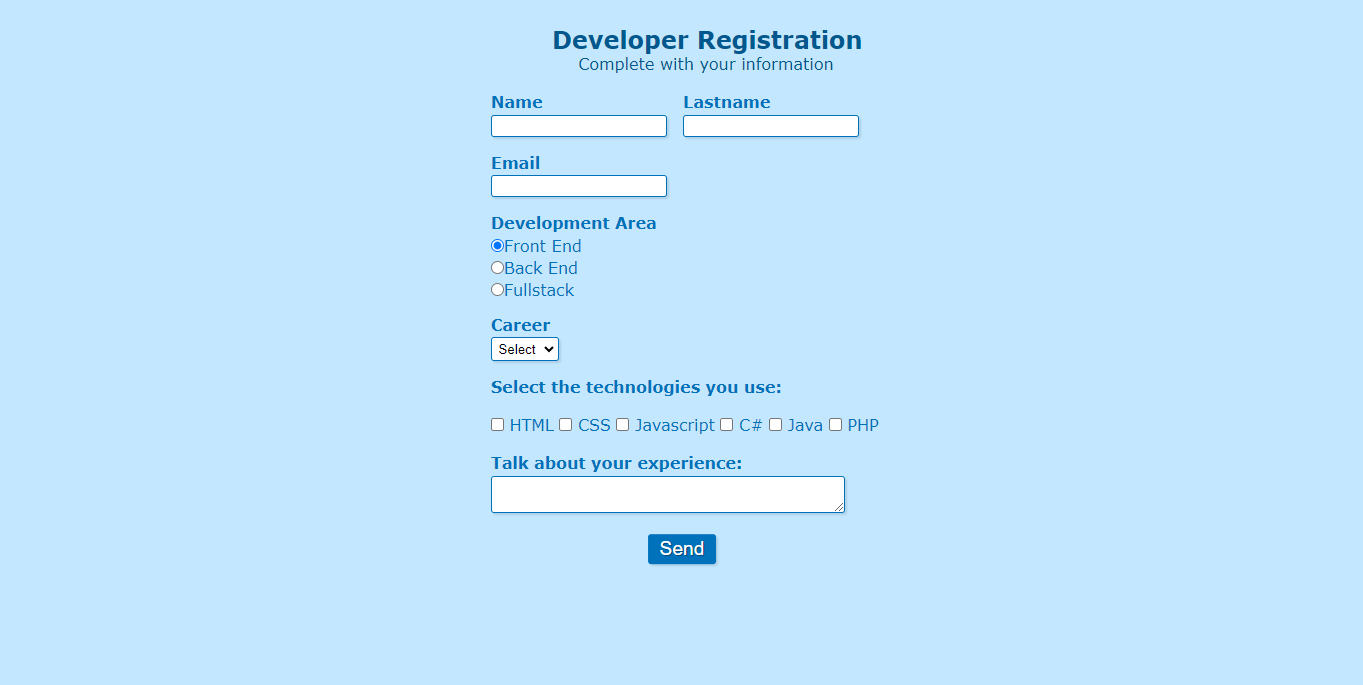 Developer Registration
Complete with your information
Name Lastname
Email
Development Area
Front End
Back End
Fullstack
Career
Select
Select the technologies you use:
HTML CSS Javascript C# Java PHP
Talk about your experience:
Send